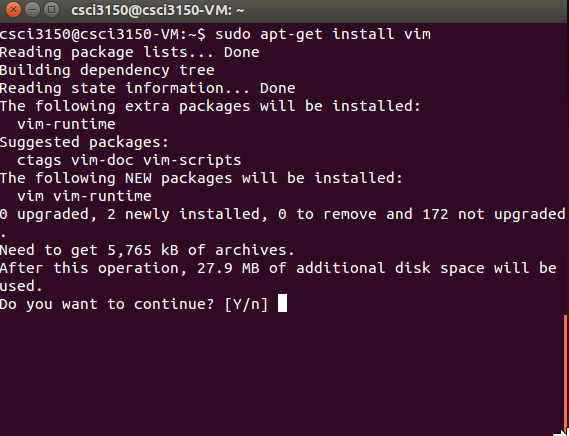 csci3150@csci3150-VM: ~
csci3150@csci3150-VM:~$ sudo apt-get install vim
Reading package lists... Done
Building dependency tree
Reading state information... Done
The following extra packages will be installed:
  vim-runtime
Suggested packages:
  ctags vim-doc vim-scripts
The following NEW packages will be installed:
  vim vim-runtime
0 upgraded, 2 newly installed, 0 to remove and 172 not upgraded
.
Need to get 5,765 kB of archives.
After this operation, 27.9 MB of additional disk space will be
used.
Do you want to continue? [Y/n]